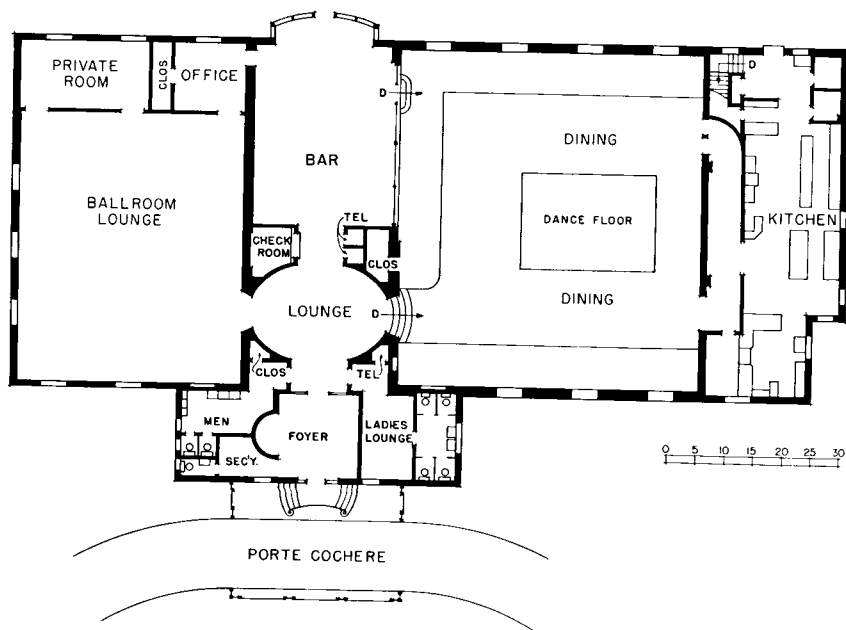 PRIVATE
ROOM
CLOS.
OFFICE
D
D
BAR
DINING
BALLROOM
LOUNGE
TEL
DANCE FLOOR
KITCHEN
CHECK
ROOM
CLOS
LOUNGE
D
DINING
CLOS
TEL
MEN
FOYER
LADIES
LOUNGE
SEC'Y.
0 5 10 15 20 25 30
PORTE COCHERE